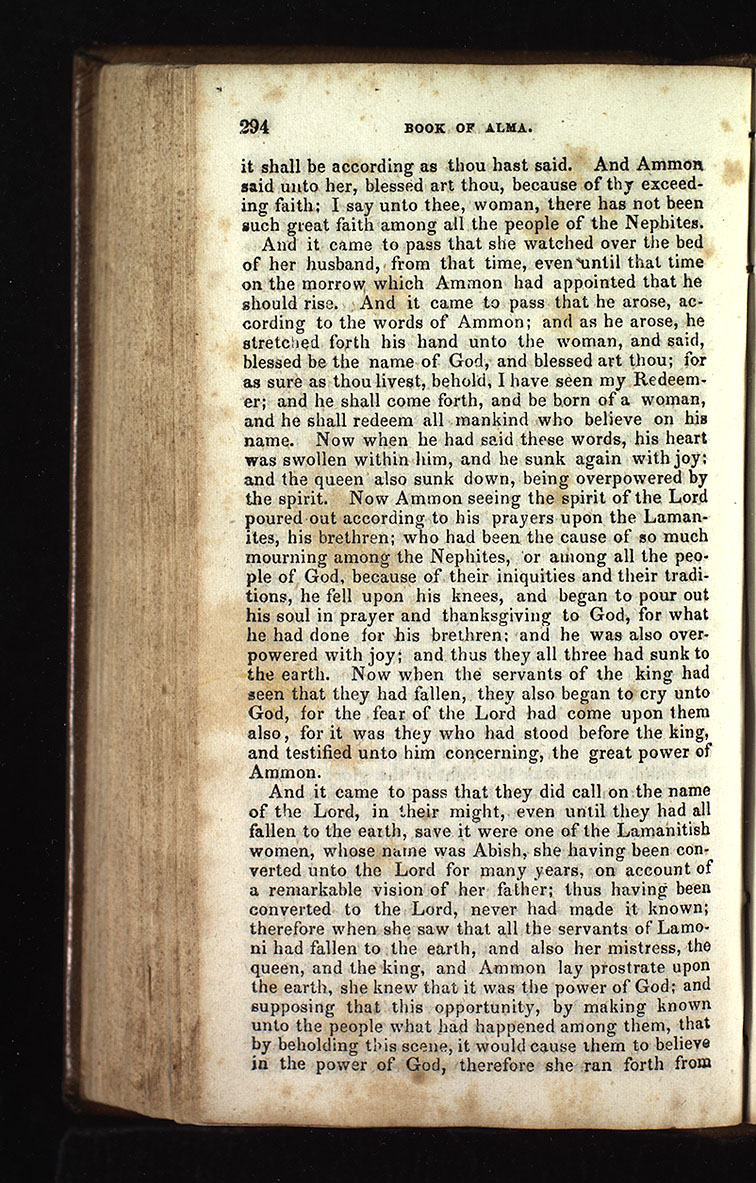 294 BOOK OF ALMA.
it shall be according as thou hast said. And Ammon
said unto her, blessed art thou, because of thy exceed-
ing faith; I say unto thee, woman, there has not been
such great faith among all the people of the Nephites.
And it came to pass that she watched over the bed
of her husband, from that time, even until that time
on the morrow which Ammon had appointed that he
should rise. And it came to pass that he arose, ac-
cording to the words of Ammon; and as he arose, he
stretched forth his hand unto the woman, and said,
blessed be the name of God, and blessed art thou; for
as sure as thou livest, behold, I have seen my Redeem-
er; and he shall come forth, and be born of a woman,
and he shall redeem all mankind who believe on his
name. Now when he had said these words, his heart
was swollen within him, and he sunk again with joy;
and the queen also sunk down, being overpowered by
the spirit. Now Ammon seeing the spirit of the Lord
poured out according to his prayers upon the Laman-
ites, his brethren; who had been the cause of so much
mourning among the Nephites, or among all the peo-
ple of God, because of their iniquities and their tradi-
tions, he fell upon his knees, and began to pour out
his soul in prayer and thanksgiving to God, for what
he had done for his brethren; and he was also over-
powered with joy; and thus they all three had sunk to
the earth. Now when the servants of the king had
seen that they had fallen, they also began to cry unto
God, for the fear of the Lord had come upon them
also, for it was they who had stood before the king,
and testified unto him concerning, the great power of
Ammon.
And it came to pass that they did call on the name
of the Lord, in their might, even until they had all
fallen to the earth, save it were one of the Lamanitish
women, whose name was Abish, she having been con-
verted unto the Lord for many years, on account of
a remarkable vision of her father; thus having been
converted to the Lord, never had made it known;
therefore when she saw that all the servants of Lamo-
ni had fallen to the earth, and also her mistress, the
queen, and the king, and Ammon lay prostrate upon
the earth, she knew that it was the power of God; and
supposing that this opportunity, by making known
unto the people what had happened among them, that
by beholding this scene, it would cause them to believe
in the power of God, therefore she ran forth from